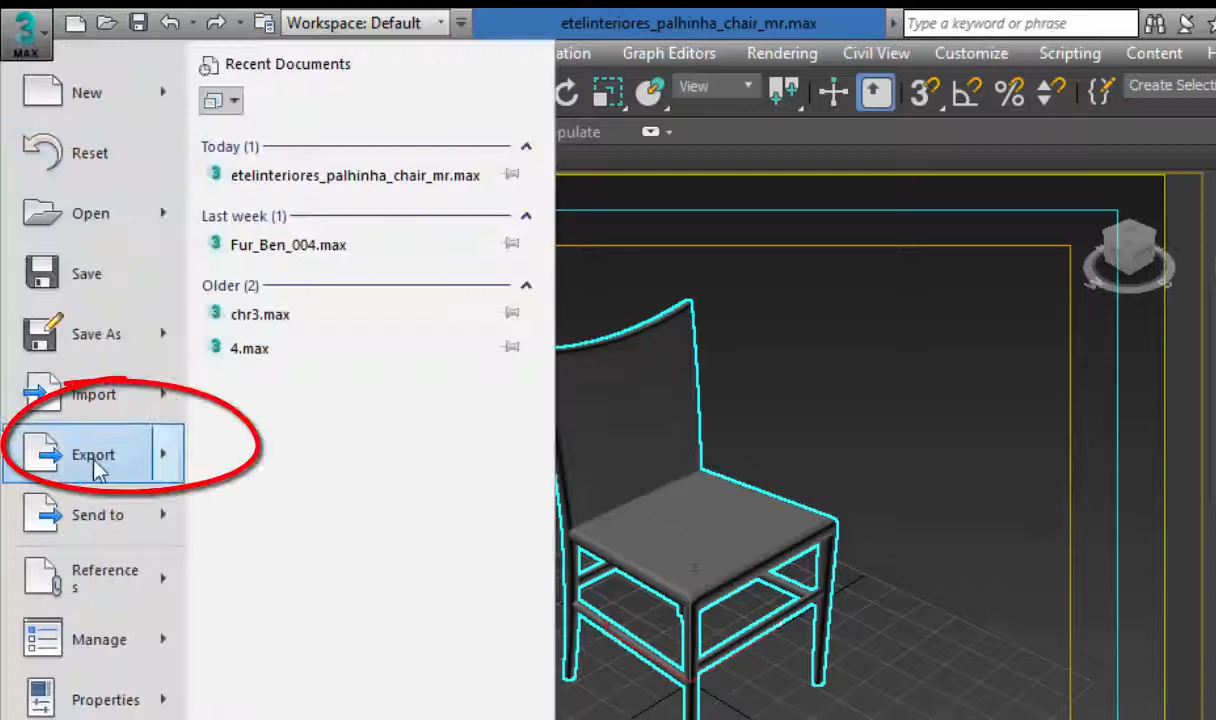 MAX
Workspace: Default
etelinteriores_palhinha_chair_mr.max
Type a keyword or phrase
ation
Graph Editors
Rendering
Civil View
Customize
Scripting
Content
H
View
Create Selecti
pulate
New
Reset
Open
Save
Save As
Import
Export
Send to
Reference
s
Manage
Properties
Recent Documents
Today (1)
etelinteriores_palhinha_chair_mr.max
Last week (1)
Fur_Ben_004.max
Older (2)
chr3.max
4.max